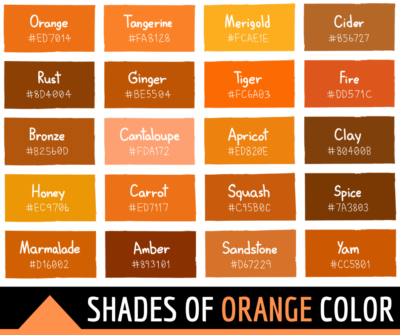 Orange
#ED7014
Tangerine
#FA8128
Merigold
#FCAE1E
Cider
#B56727
Rust
#8D4004
Ginger
#BE5504
Tiger
#FC6A03
Fire
#DD571C
Bronze
#B2560D
Cantaloupe
#FDA172
Apricot
#ED820E
Clay
#80400B
Honey
#EC9706
Carrot
#ED7117
Squash
#C95B0C
Spice
#7A3803
Marmalade
#D16002
Amber
#893101
Sandstone
#D67229
Yam
#CC5801
SHADES OF ORANGE COLOR